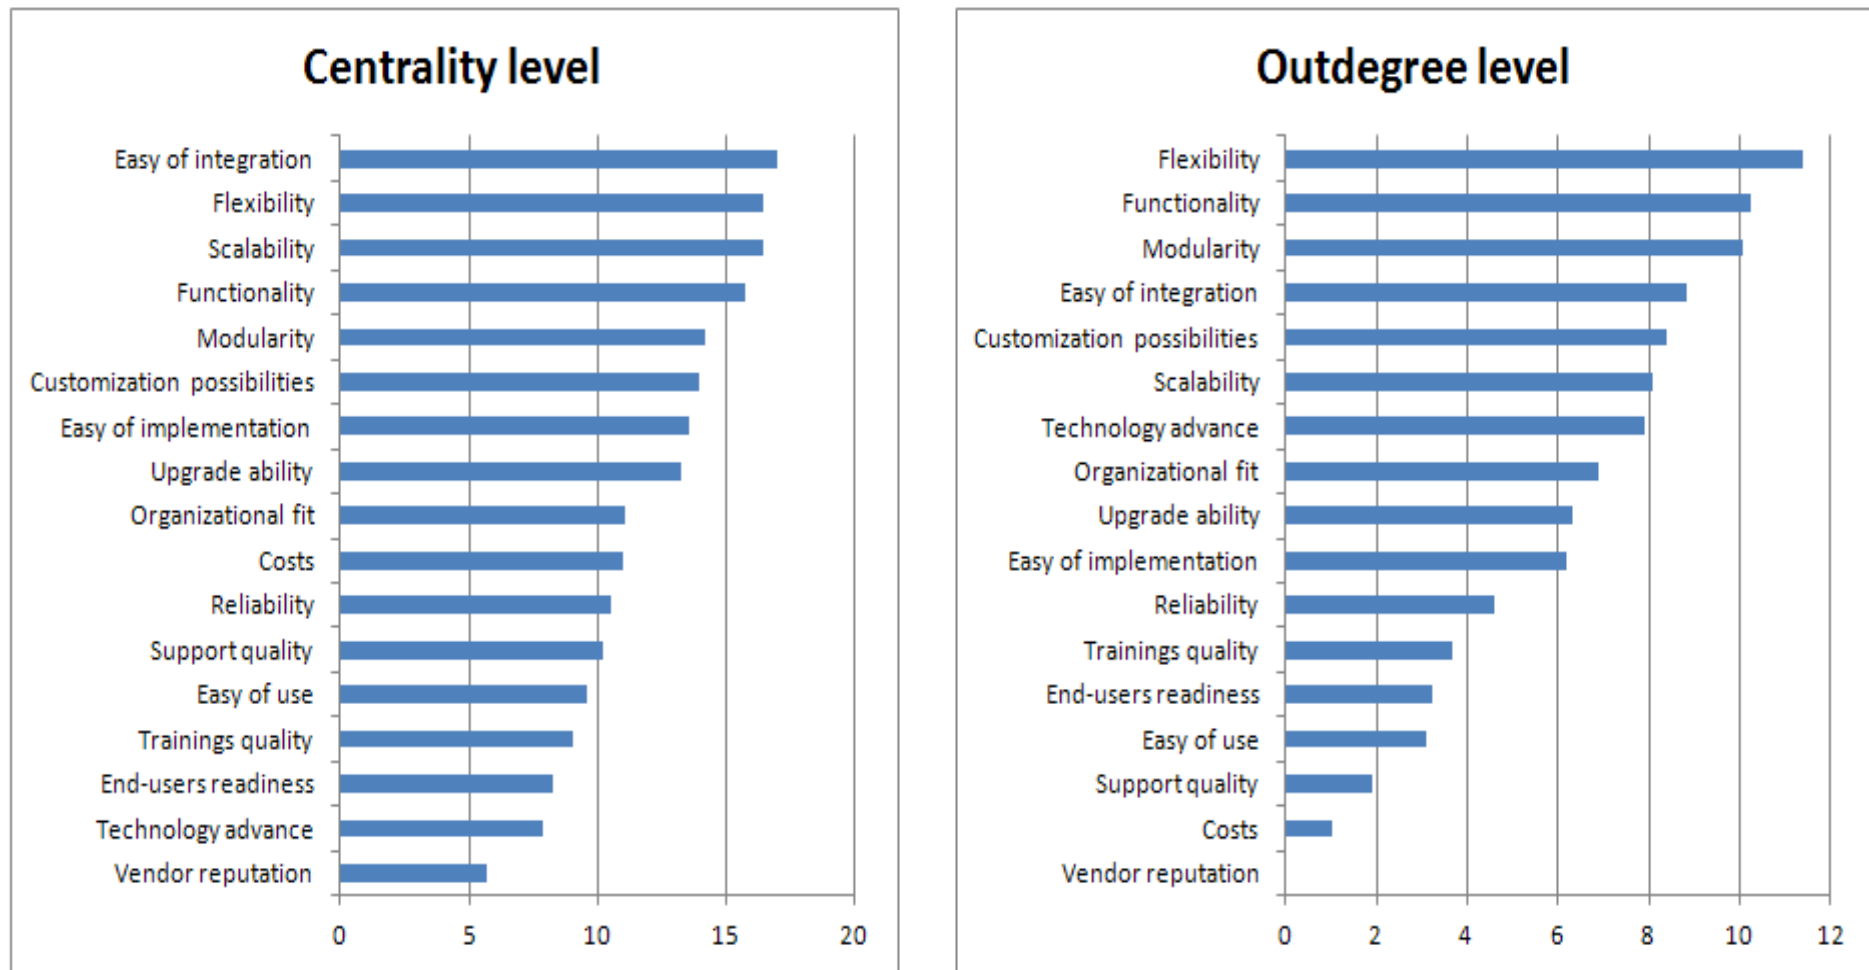 Centrality level
Easy of integration
Flexibility
Scalability
Functionality
Modularity
Customization possibilities
Easy of implementation
Upgrade ability
Organizational fit
Costs
Reliability
Support quality
Easy of use
Trainings quality
End-users readiness
Technology advance
Vendor reputation
0 5 10 15 20
Outdegree level
Flexibility
Functionality
Modularity
Easy of integration
Customization possibilities
Scalability
Technology advance
Organizational fit
Upgrade ability
Easy of implementation
Reliability
Trainings quality
End-users readiness
Easy of use
Support quality
Costs
Vendor reputation
0 2 4 6 8 10 12